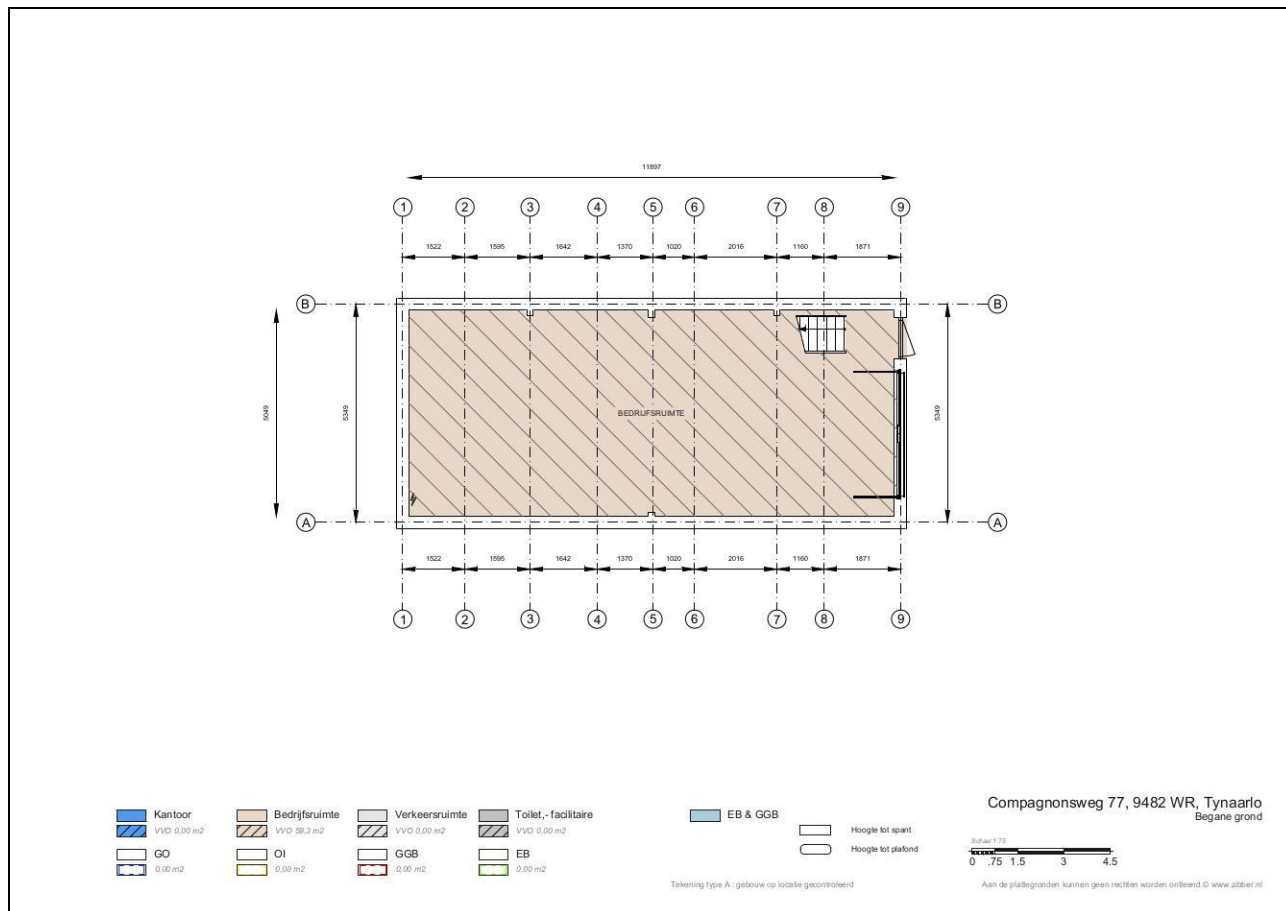 11897
1 2 3 4 5 6 7 8 9
1522 1595 1642 1370 1020 2016 1160 1871
B B
5049 5349 5349
BEDRIJFSRUIMTE
A A
1522 1595 1642 1370 1020 2016 1160 1871
1 2 3 4 5 6 7 8 9
Kantoor
VVO 0,00 m2
Bedrijfsruimte
VVO 59,3 m2
Verkeersruimte
VVO 0,00 m2
Toilet,- facilitaire
VVO 0,00 m2
GO
0,00 m2
OI
0,00 m2
GGB
0,00 m2
EB
0,00 m2
EB & GGB
Hoogte tot spant
Hoogte tot plafond
Compagnonsweg 77, 9482 WR, Tynaarlo
Begane grond
Schaal 1:75
0 .75 1.5 3 4.5
Tekening type A : gebouw op locatie gecontroleerd
Aan de plattegronden kunnen geen rechten worden ontleend.© www.zibber.nl